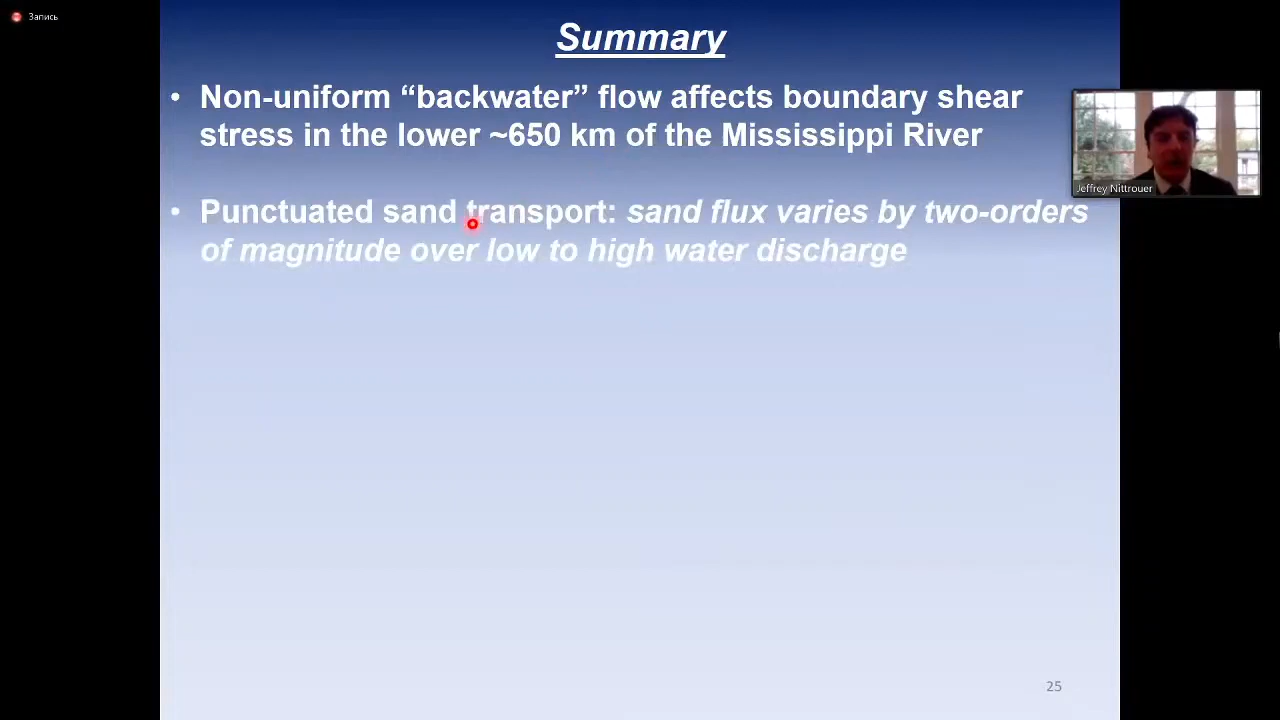 Запись
Summary
• Non-uniform “backwater” flow affects boundary shear
stress in the lower ~650 km of the Mississippi River
Jeffrey Nittrouer
• Punctuated sand transport: sand flux varies by two-orders
of magnitude over low to high water discharge
25